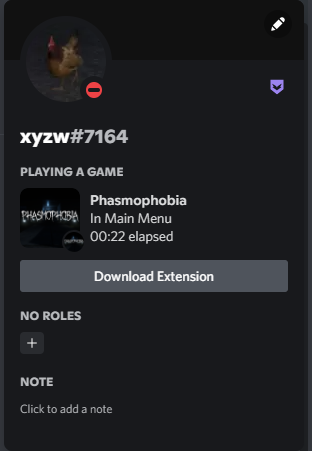 xyzw#7164
PLAYING A GAME
PHASMOPHOBIA
Phasmophobia
In Main Menu
00:22 elapsed
Download Extension
NO ROLES
+
NOTE
Click to add a note